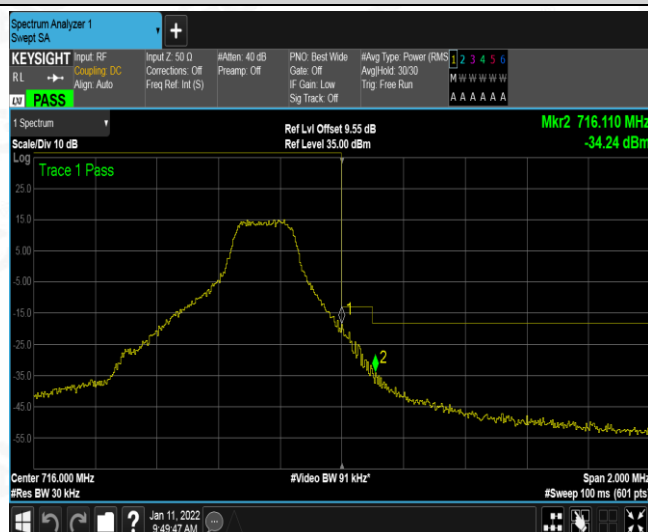 Spectrum Analyzer 1
Swept SA
+
KEYSIGHT
RL
LXI PASS
Input: RF
Coupling: DC
Align: Auto
Input Z: 50 Ω
Corrections: Off
Freq Ref: Int (S)
#Atten: 40 dB
Preamp: Off
PNO: Best Wide
Gate: Off
IF Gain: Low
Sig Track: Off
#Avg Type: Power (RMS
Avg|Hold: 30/30
Trig: Free Run
1 2 3 4 5 6
M W W W W W
A A A A A A
1 Spectrum
Scale/Div 10 dB
Ref Lvl Offset 9.55 dB
Ref Level 35.00 dBm
Mkr2 716.110 MHz
-34.24 dBm
Log
Trace 1 Pass
25.0
15.0
5.00
-5.00
-15.0
-25.0
-35.0
-45.0
-55.0
1
2
Center 716.000 MHz
#Res BW 30 kHz
#Video BW 91 kHz*
Span 2.000 MHz
#Sweep 100 ms (601 pts)
?
Jan 11, 2022
9:49:47 AM